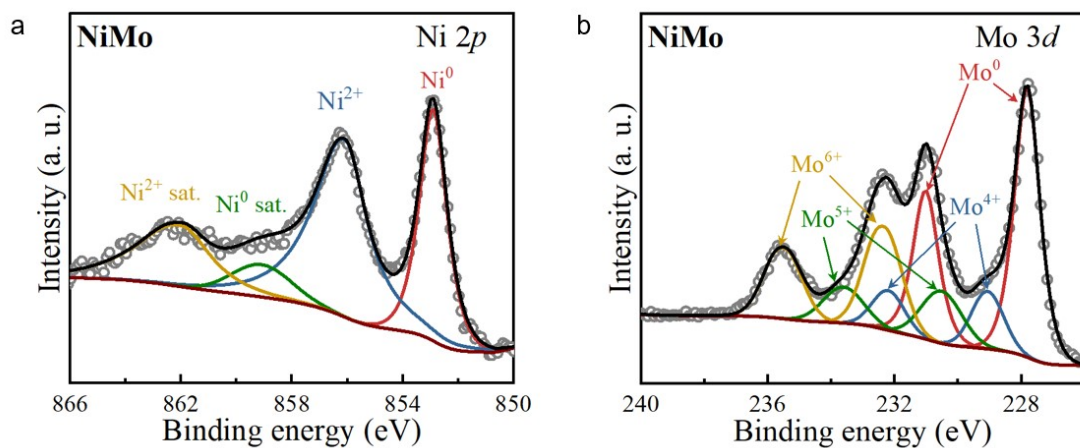 a
NiMo
Ni 2p
Ni⁰
Ni²⁺
Ni²⁺ sat.
Ni⁰ sat.
Intensity (a. u.)
866 862 858 854 850
Binding energy (eV)
b
NiMo
Mo 3d
Mo⁰
Mo⁶⁺
Mo⁵⁺
Mo⁴⁺
Intensity (a. u.)
240 236 232 228
Binding energy (eV)